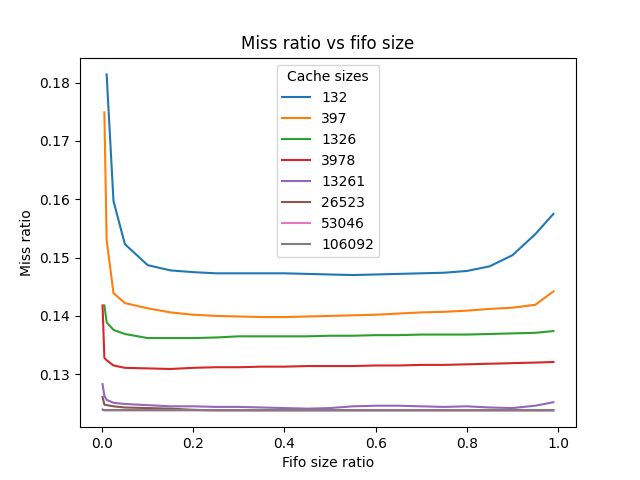 Miss ratio vs fifo size
Cache sizes
132
397
1326
3978
13261
26523
53046
106092
0.18
0.17
0.16
0.15
0.14
0.13
Miss ratio
0.0 0.2 0.4 0.6 0.8 1.0
Fifo size ratio